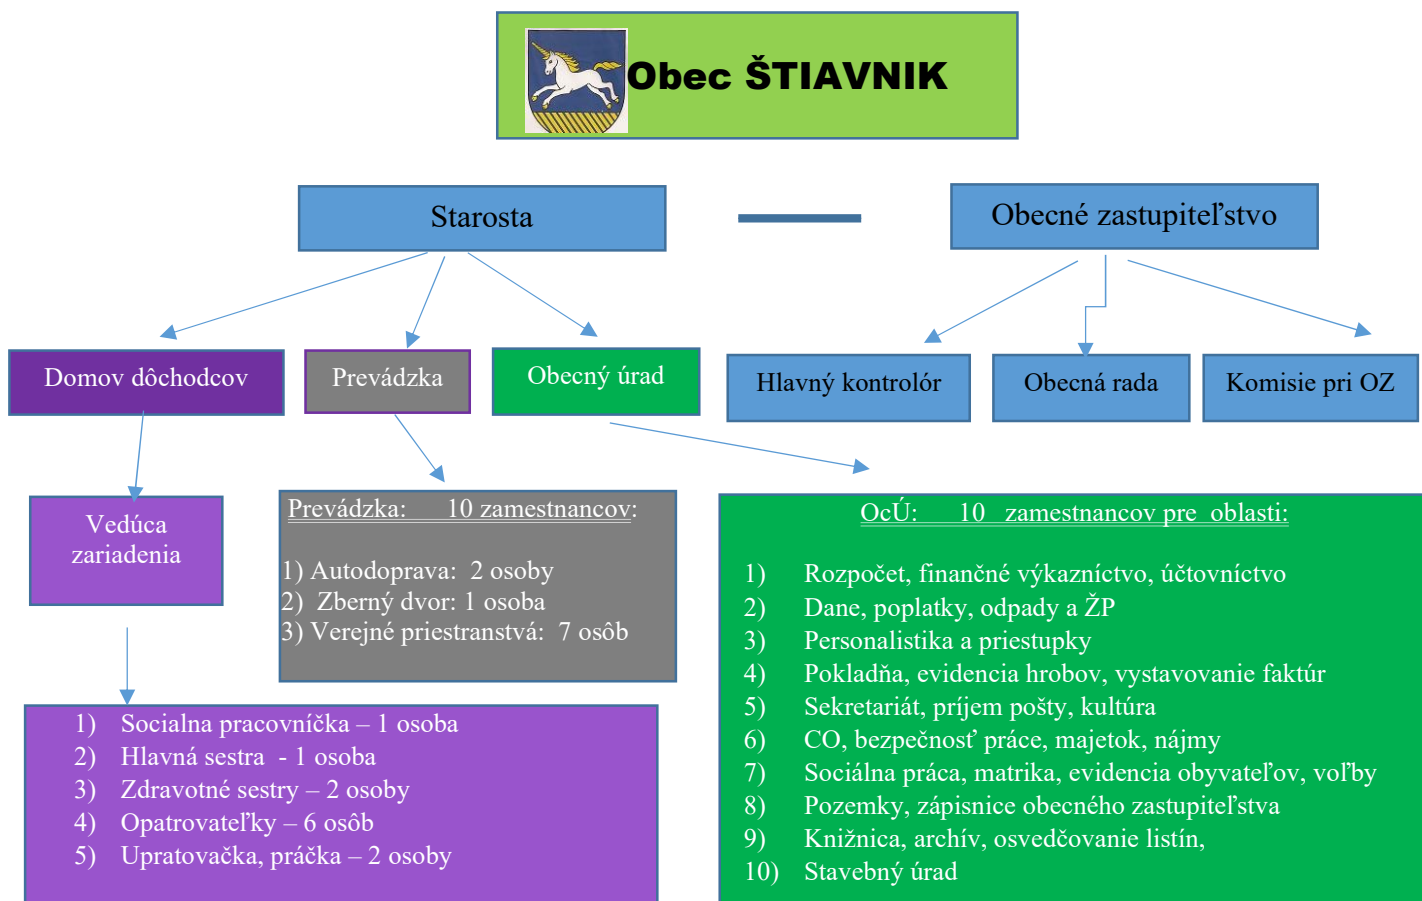 Obec ŠTIAVNIK
Starosta
Obecné zastupiteľstvo
Domov dôchodcov
Prevádzka
Obecný úrad
Hlavný kontrolór
Obecná rada
Komisie pri OZ
Vedúca
zariadenia
Prevádzka: 10 zamestnancov:
1) Autodoprava: 2 osoby
2) Zberný dvor: 1 osoba
3) Verejné priestranstvá: 7 osôb
OcÚ: 10 zamestnancov pre oblasti:
1) Rozpočet, finančné výkazníctvo, účtovníctvo
2) Dane, poplatky, odpady a ŽP
3) Personalistika a priestupky
4) Pokladňa, evidencia hrobov, vystavovanie faktúr
5) Sekretariát, príjem pošty, kultúra
6) CO, bezpečnosť práce, majetok, nájmy
7) Sociálna práca, matrika, evidencia obyvateľov, voľby
8) Pozemky, zápisnice obecného zastupiteľstva
9) Knižnica, archív, osvedčovanie listín,
10) Stavebný úrad
1) Socialna pracovníčka – 1 osoba
2) Hlavná sestra - 1 osoba
3) Zdravotné sestry – 2 osoby
4) Opatrovateľky – 6 osôb
5) Upratovačka, práčka – 2 osoby